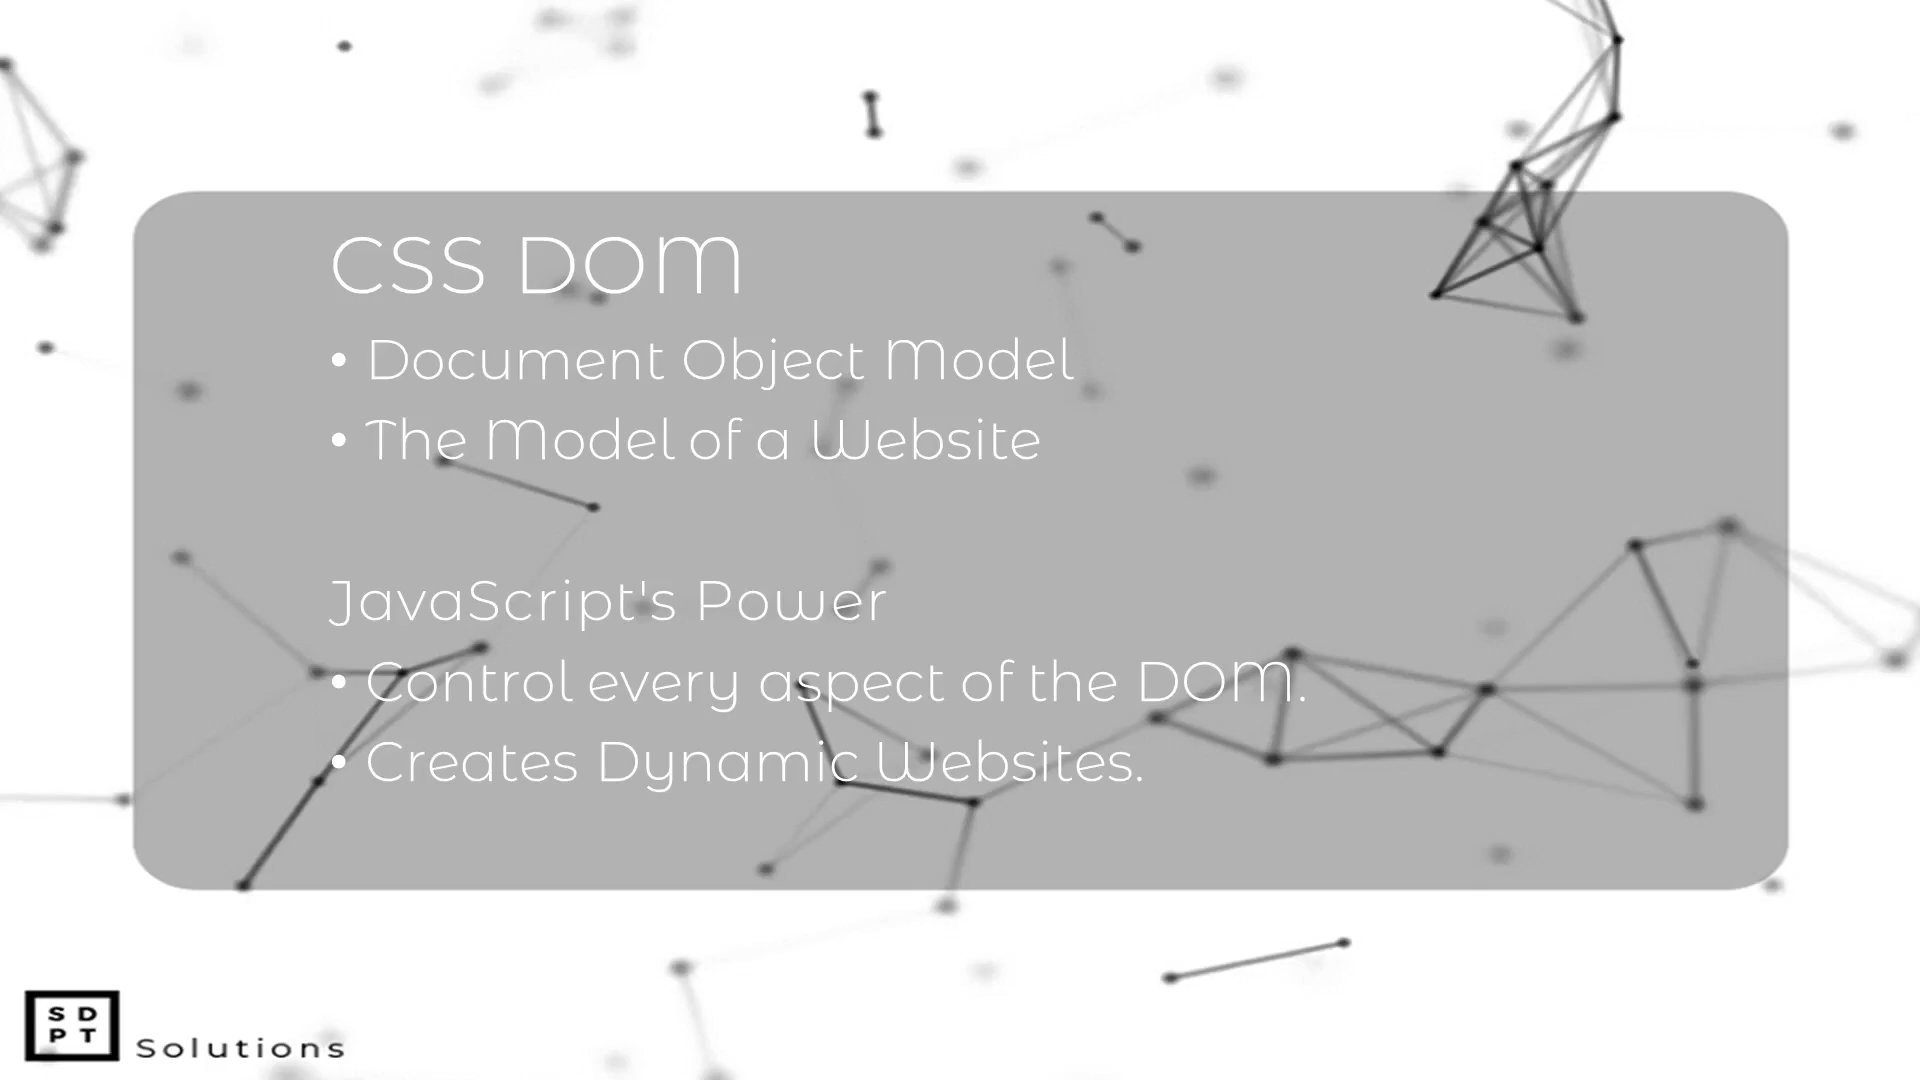 CSS DOM
• Document Object Model
• The Model of a Website
JavaScript's Power
• Control every aspect of the DOM.
• Creates Dynamic Websites.
S D
P T
Solutions